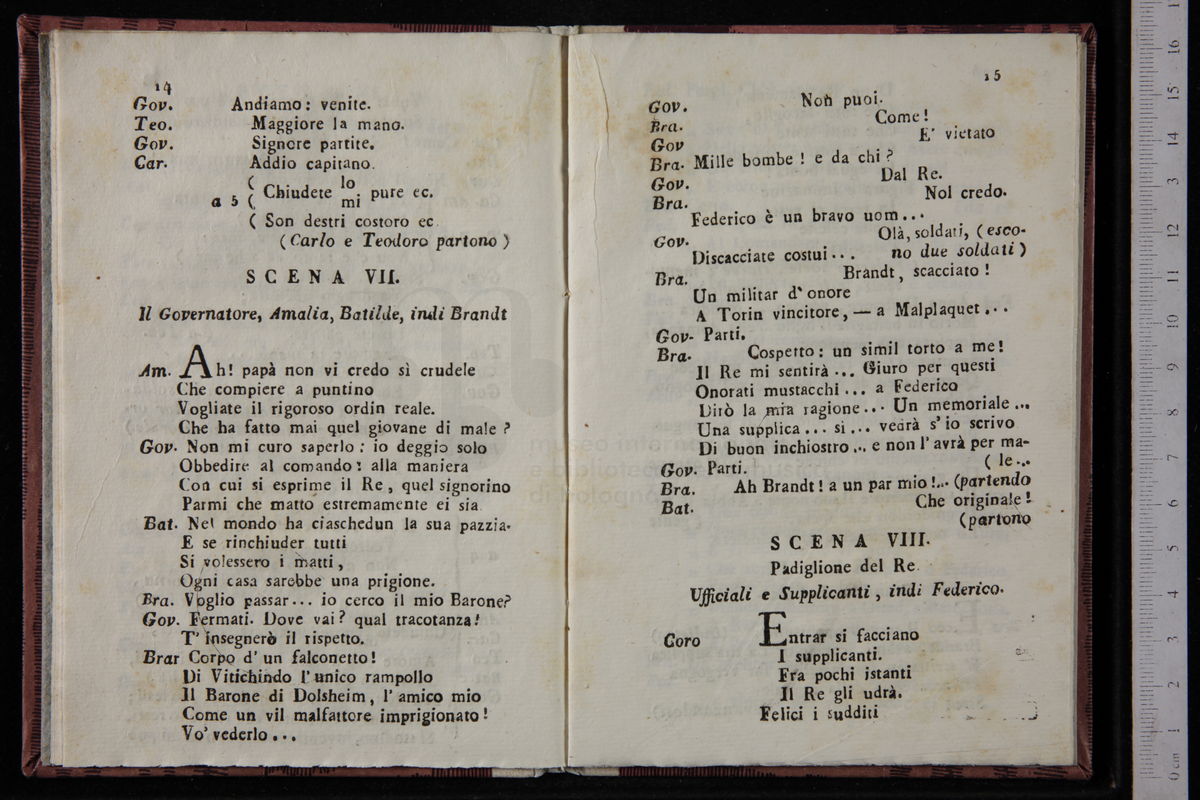 14
Gov. Andiamo: venite.
Teo. Maggiore la mano.
Gov. Signore partite.
Car. Addio capitano.
( Chiudete lo pure ec.
a 5 ( mi
( Son destri costoro ec.
(Carlo e Teodoro partono)
SCENA VII.
Il Governatore, Amalia, Batilde, indi Brandt
Am. Ah! papà non vi credo sì crudele
Che compiere a puntino
Vogliate il rigoroso ordin reale.
Che ha fatto mai quel giovane di male?
Gov. Non mi curo saperlo: io deggio solo
Obbedire al comando: alla maniera
Con cui si esprime il Re, quel signorino
Parmi che matto estremamente ei sia
Bat. Nel mondo ha ciaschedun la sua pazzia.
E se rinchiuder tutti
Si volessero i matti,
Ogni casa sarebbe una prigione.
Bra. Voglio passar... io cerco il mio Barone?
Gov. Fermati. Dove vai? qual tracotanza!
T' insegnerò il rispetto.
Brar Corpo d' un falconetto!
Di Vitichindo l'unico rampollo
Il Barone di Dolsheim, l' amico mio
Come un vil malfattore imprigionato!
Vo' vederlo...
15
Gov. Non puoi.
Bra. Come!
Gov E' vietato
Bra. Mille bombe! e da chi?
Gov. Dal Re.
Bra. Nol credo.
Federico è un bravo uom...
Gov. Olà, soldati, (esco-
Discacciate costui... no due soldati)
Bra. Brandt, scacciato!
Un militar d' onore
A Torin vincitore, — a Malplaquet...
Gov- Parti.
Bra. Cospetto: un simil torto a me!
Il Re mi sentirà... Giuro per questi
Onorati mustacchi... a Federico
Dirò la mia ragione... Un memoriale...
Una supplica... sì... vedrà s' io scrivo
Di buon inchiostro... e non l' avrà per ma-
Gov. Parti. (le...
Bra. Ah Brandt! a un par mio!... (partendo
Bat. Che originale!
(partono
SCENA VIII.
Padiglione del Re.
Ufficiali e Supplicanti, indi Federico.
Coro Entrar si facciano
I supplicanti.
Fra pochi istanti
Il Re gli udrà.
Felici i sudditi
museo
e biblioteca
di bologna